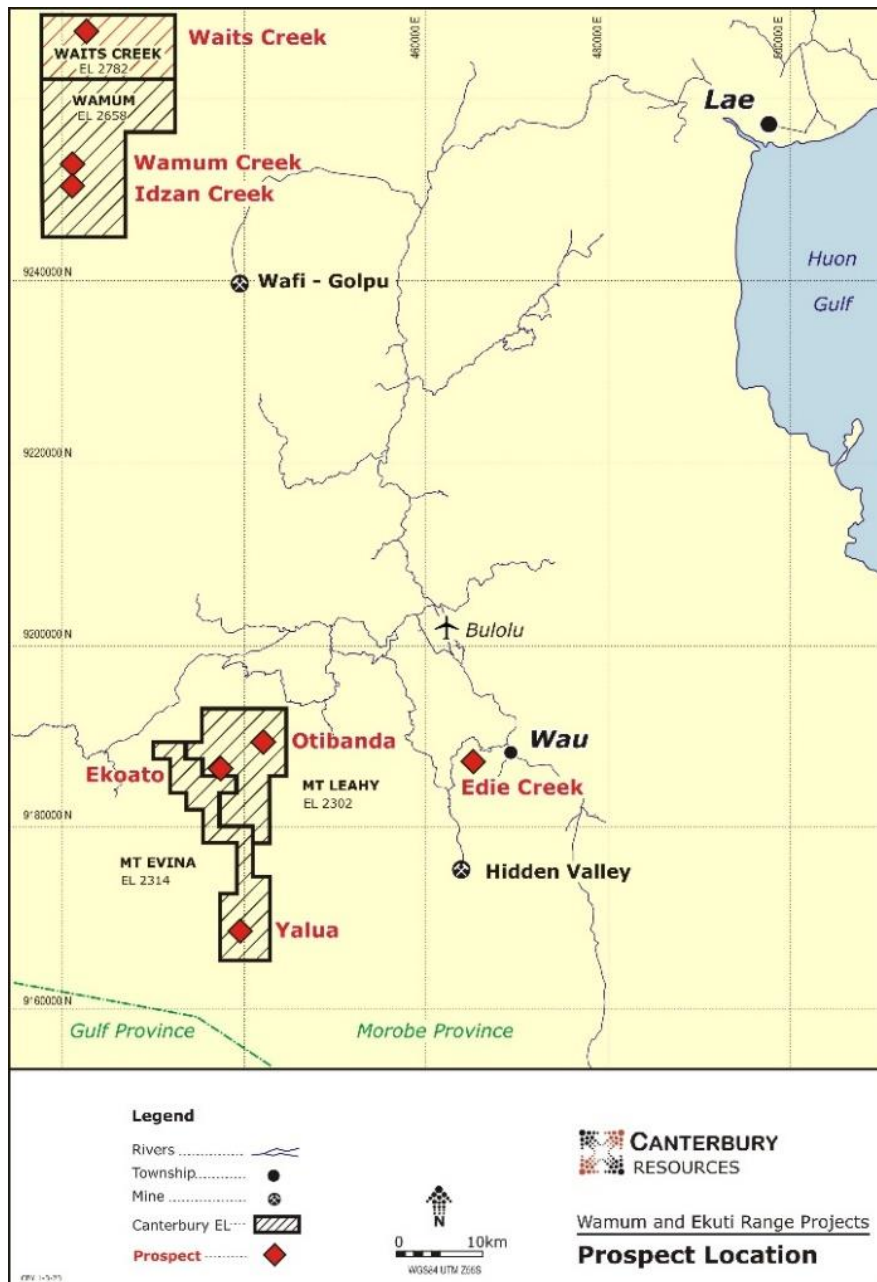 460000 E
480000 E
500000 E
Waits Creek
WAITS CREEK
EL 2782
WAMUM
EL 2658
Lae
Wamum Creek
Idzan Creek
9240000 N
Wafi - Golpu
Huon
Gulf
9220000 N
9200000 N
Bulolu
Otibanda
Wau
Ekoato
MT LEAHY
EL 2302
Edie Creek
9180000 N
MT EVINA
EL 2314
Hidden Valley
Yalua
9160000 N
Gulf Province
Morobe Province
Legend
Rivers
Township
Mine
Canterbury EL
Prospect
N
0 10km
WGS84 UTM Z55S
CANTERBURY
RESOURCES
Wamum and Ekuti Range Projects
Prospect Location